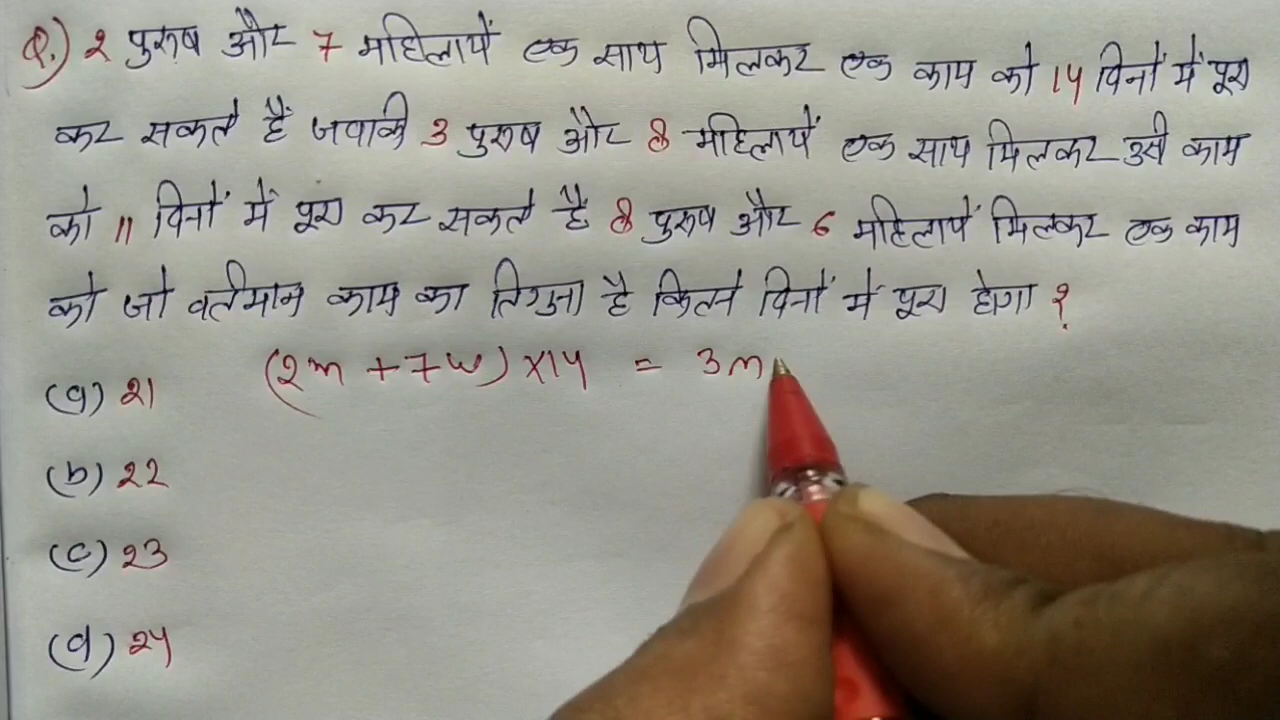 Q.) 2 पुरुष और 7 महिलायें एक साथ मिलकर एक काम को 14 दिनों में पूरा
कर सकते हैं जबकि 3 पुरुष और 8 महिलायें एक साथ मिलकर उसी काम
को 11 दिनों में पूरा कर सकते हैं 8 पुरुष और 6 महिलायें मिलकर एक काम
को जो वर्तमान काम का तिगुना है कितने दिनों में पूरा होगा ?
(2m + 7w) × 14 = 3m
(a) 21
(b) 22
(c) 23
(d) 24